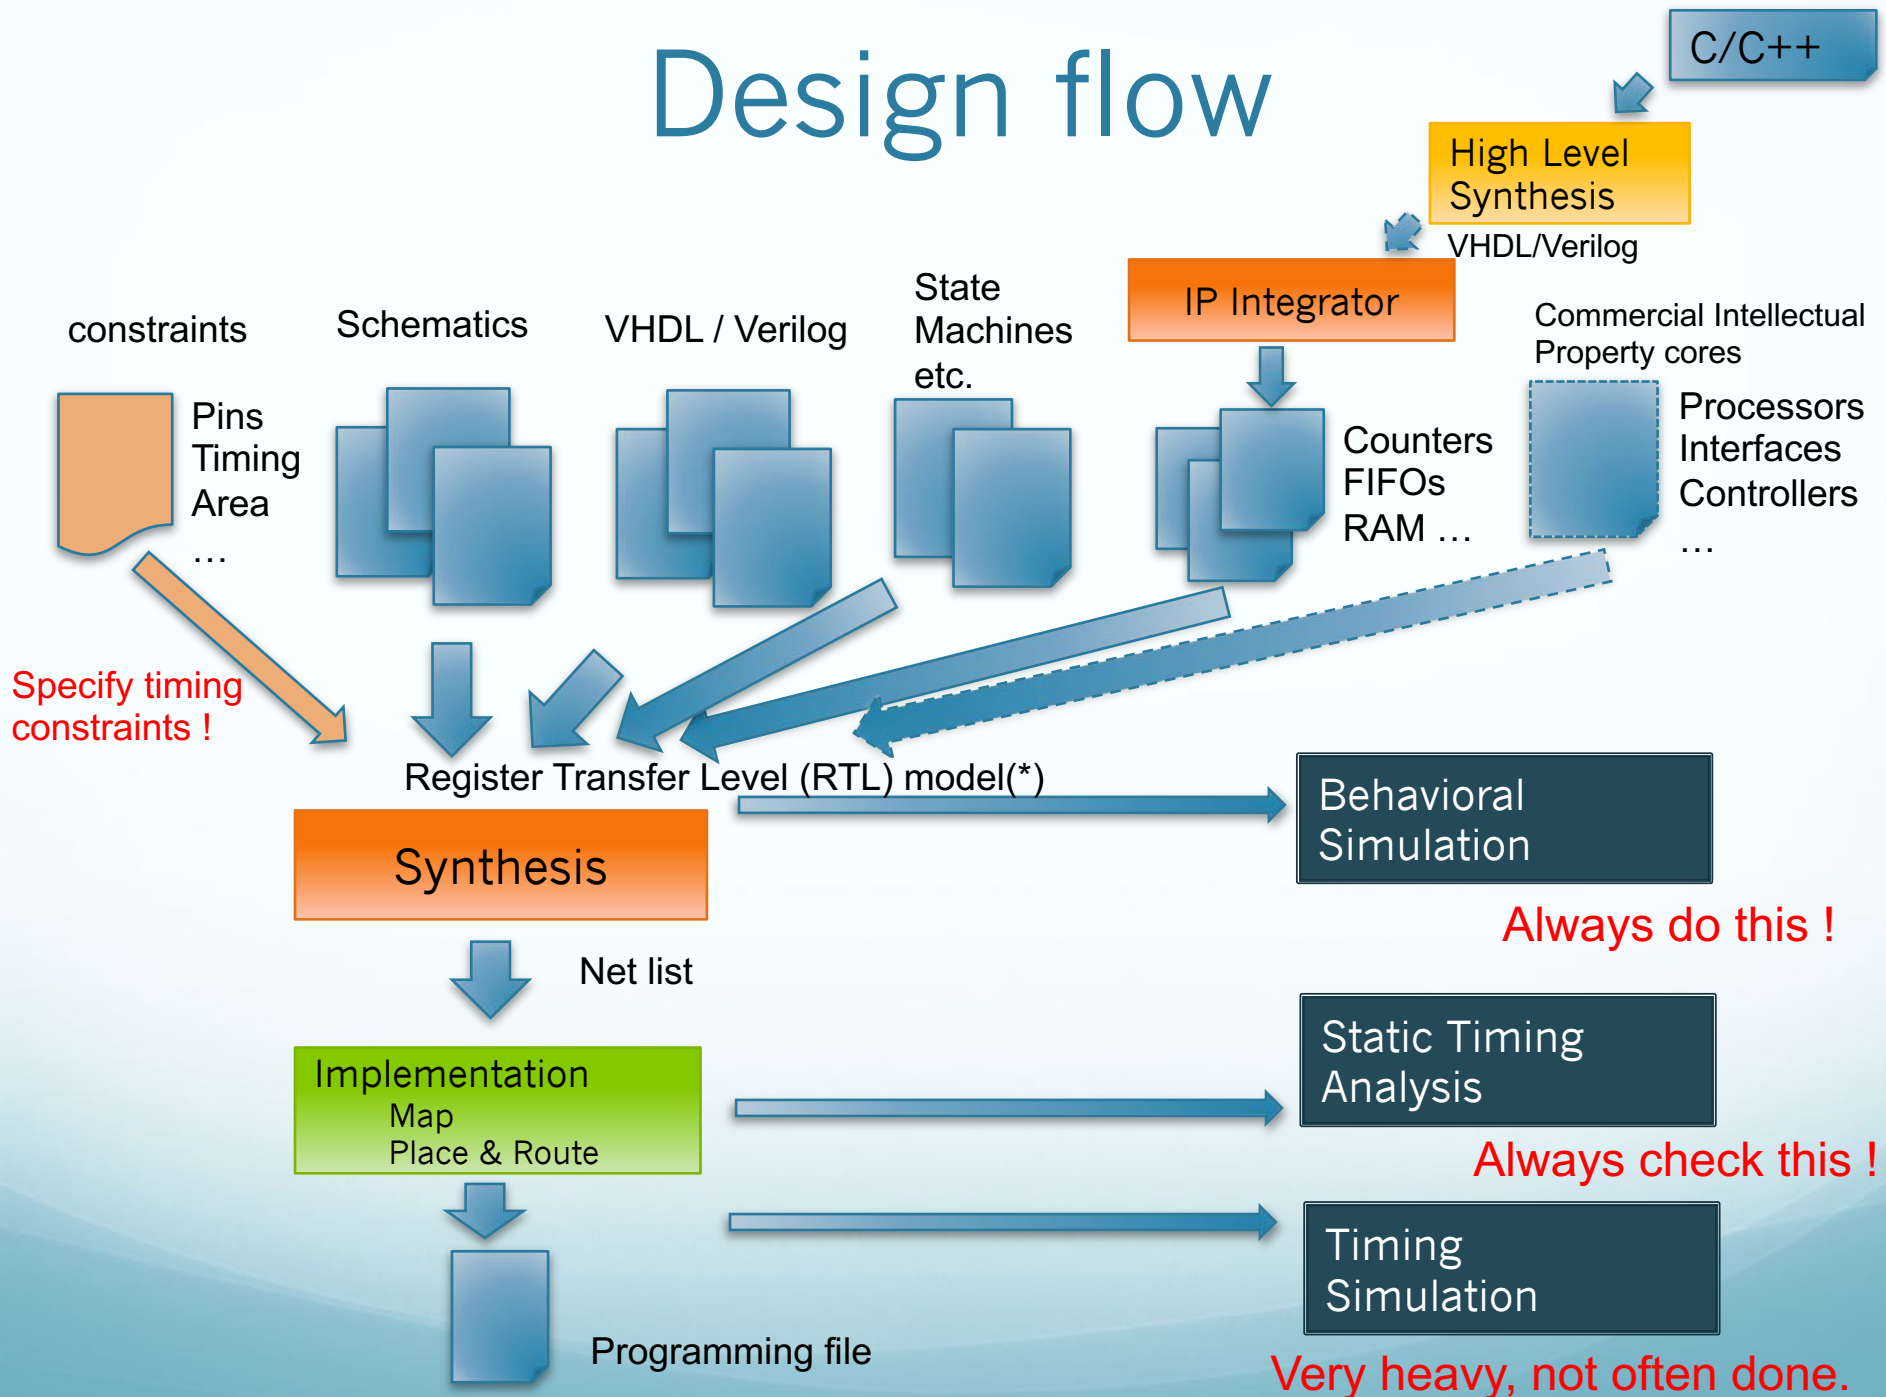 Design flow
C/C++
High Level
Synthesis
VHDL/Verilog
IP Integrator
constraints
Schematics
VHDL / Verilog
State
Machines
etc.
Commercial Intellectual
Property cores
Pins
Timing
Area
…
Counters
FIFOs
RAM …
Processors
Interfaces
Controllers
…
Specify timing
constraints !
Register Transfer Level (RTL) model(*)
Synthesis
Behavioral
Simulation
Always do this !
Net list
Implementation
Map
Place & Route
Static Timing
Analysis
Always check this !
Timing
Simulation
Programming file
Very heavy, not often done.